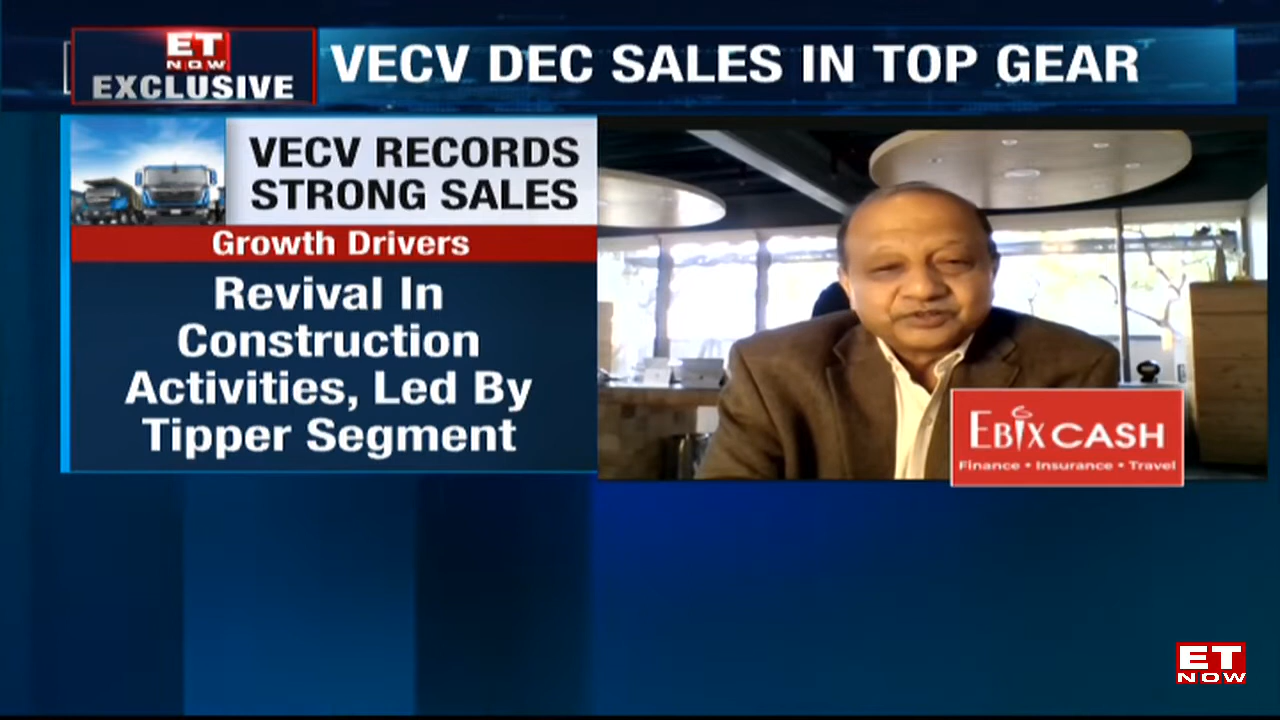 ET
NOW
EXCLUSIVE
VECV DEC SALES IN TOP GEAR
VECV RECORDS
STRONG SALES
Growth Drivers
Revival In
Construction
Activities, Led By
Tipper Segment
EBIXCASH
Finance • Insurance • Travel
ET
NOW